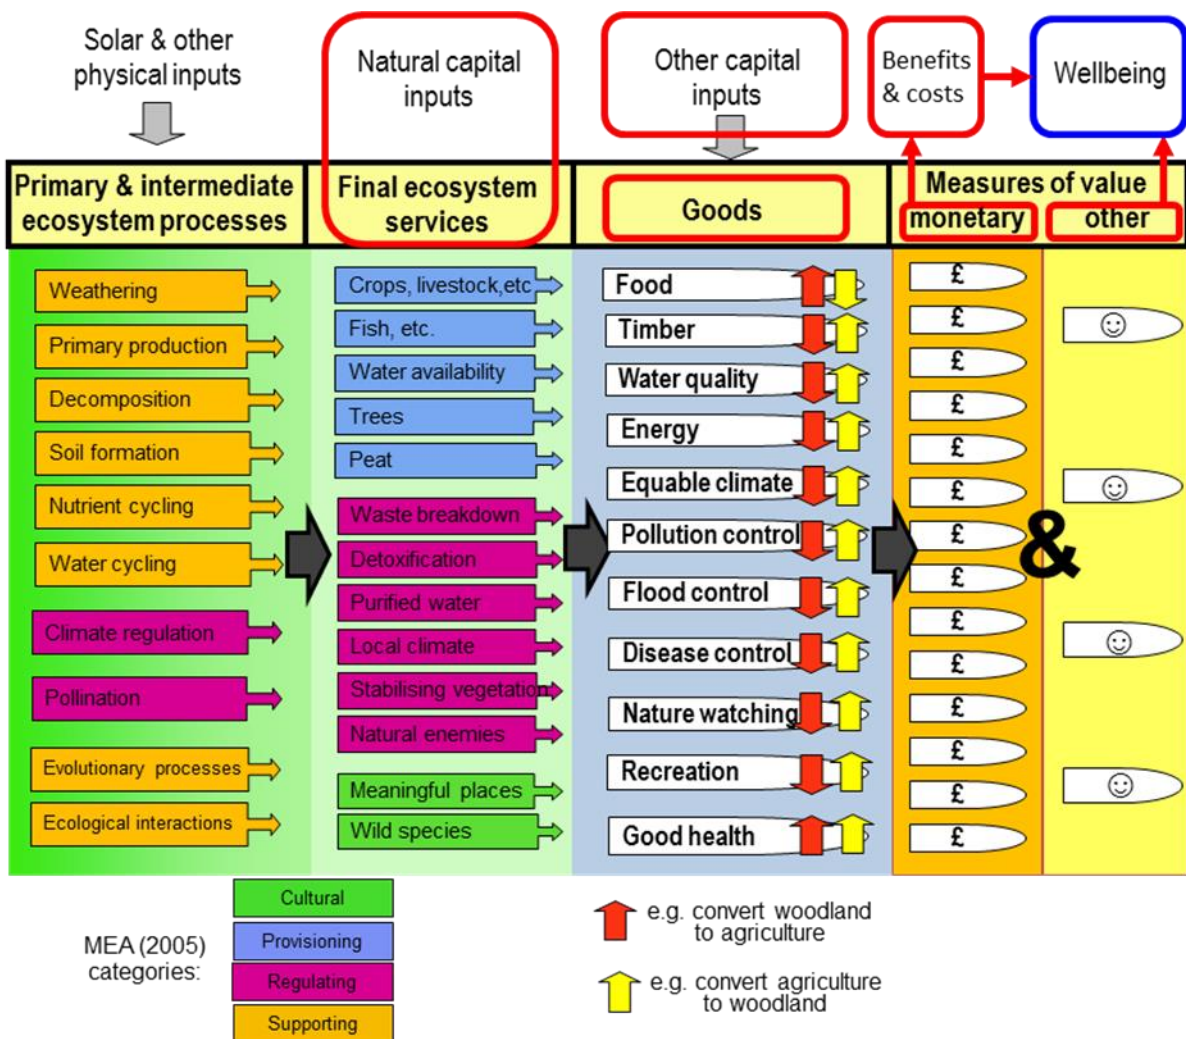 Solar & other
physical inputs
Natural capital
inputs
Other capital
inputs
Benefits
& costs
Wellbeing
Primary & intermediate
ecosystem processes
Final ecosystem
services
Goods
Measures of value
monetary
other
Weathering
Primary production
Decomposition
Soil formation
Nutrient cycling
Water cycling
Climate regulation
Pollination
Evolutionary processes
Ecological interactions
Crops, livestock,etc
Fish, etc.
Water availability
Trees
Peat
Waste breakdown
Detoxification
Purified water
Local climate
Stabilising vegetation
Natural enemies
Meaningful places
Wild species
Food
Timber
Water quality
Energy
Equable climate
Pollution control
Flood control
Disease control
Nature watching
Recreation
Good health
£
£
£
£
£
£
£
£
£
£
£
£
£
£
&
MEA (2005)
categories:
Cultural
Provisioning
Regulating
Supporting
e.g. convert woodland
to agriculture
e.g. convert agriculture
to woodland